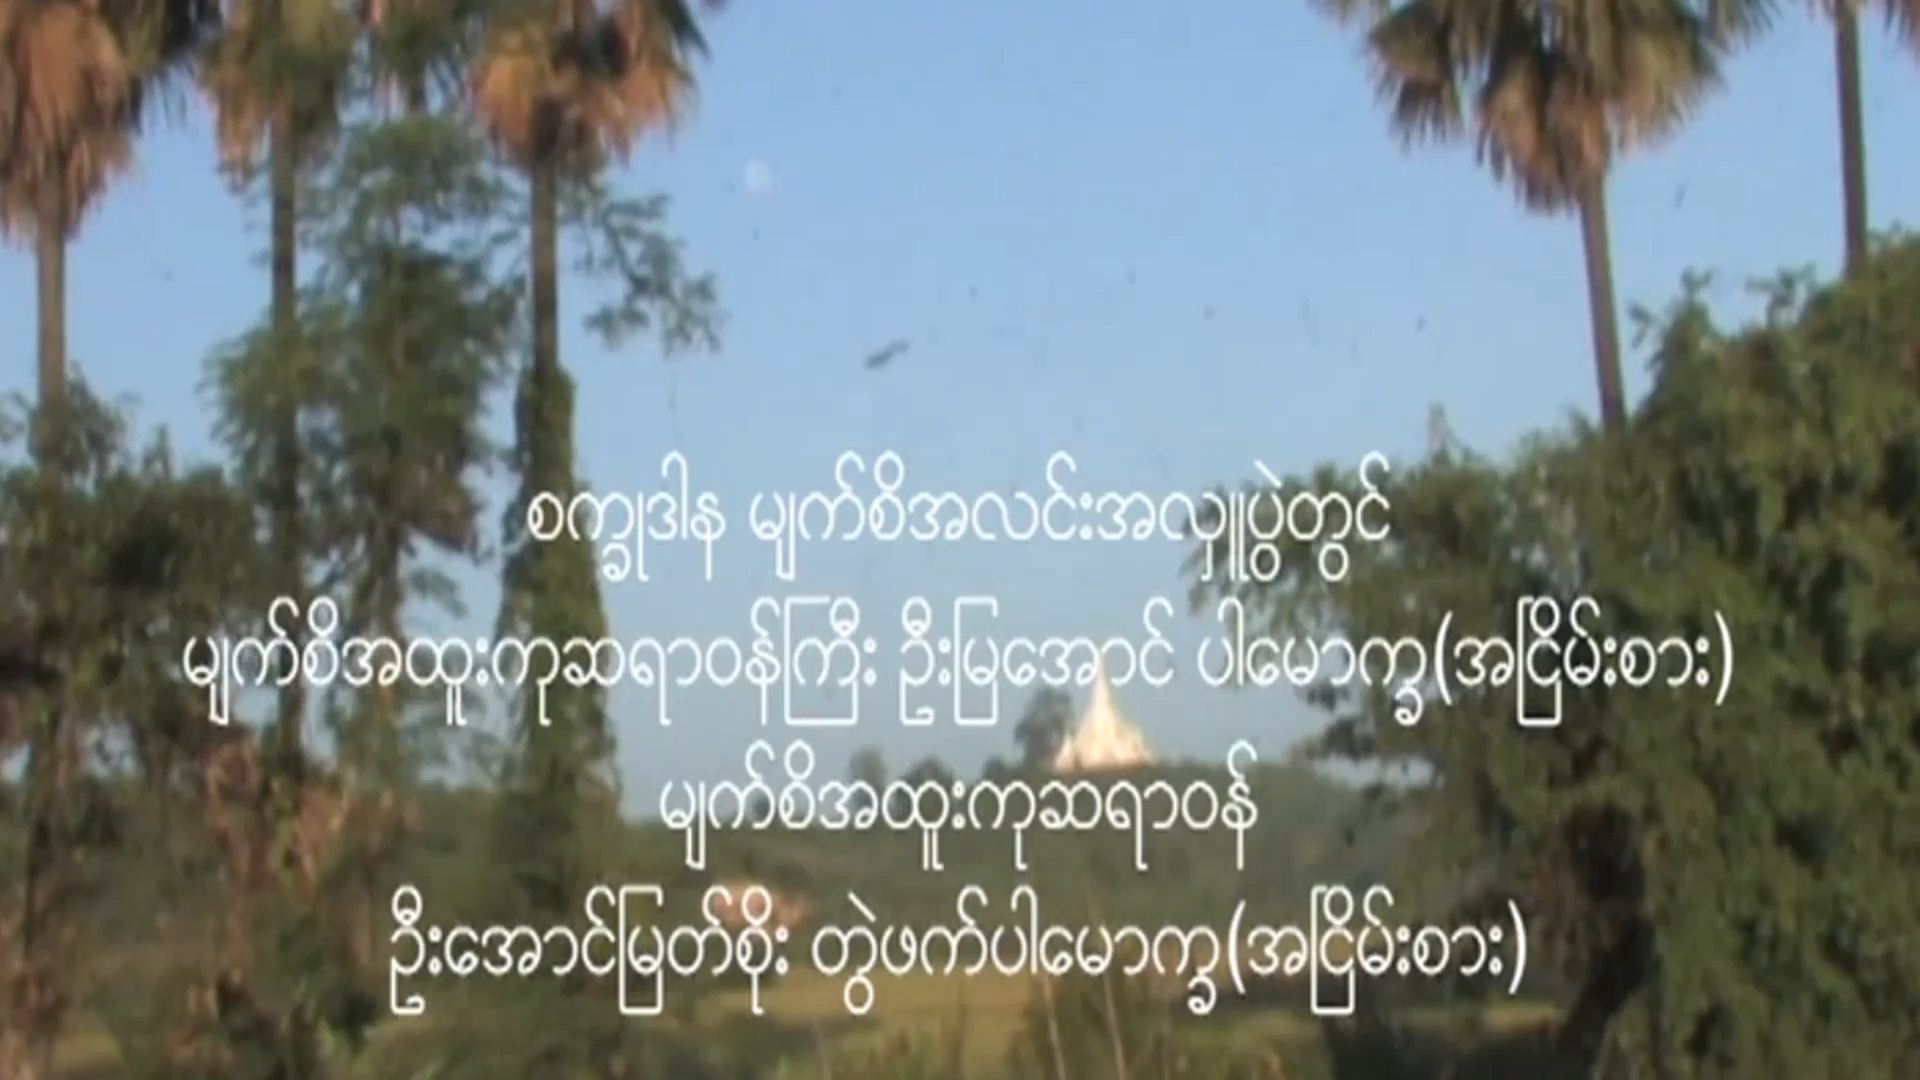 စက္ခုဒါန မျက်စိအလင်းအလှူပွဲတွင်
မျက်စိအထူးကုဆရာဝန်ကြီး ဦးမြအောင် ပါမောက္ခ(အငြိမ်းစား)
မျက်စိအထူးကုဆရာဝန်
ဦးအောင်မြတ်စိုး တွဲဖက်ပါမောက္ခ(အငြိမ်းစား)